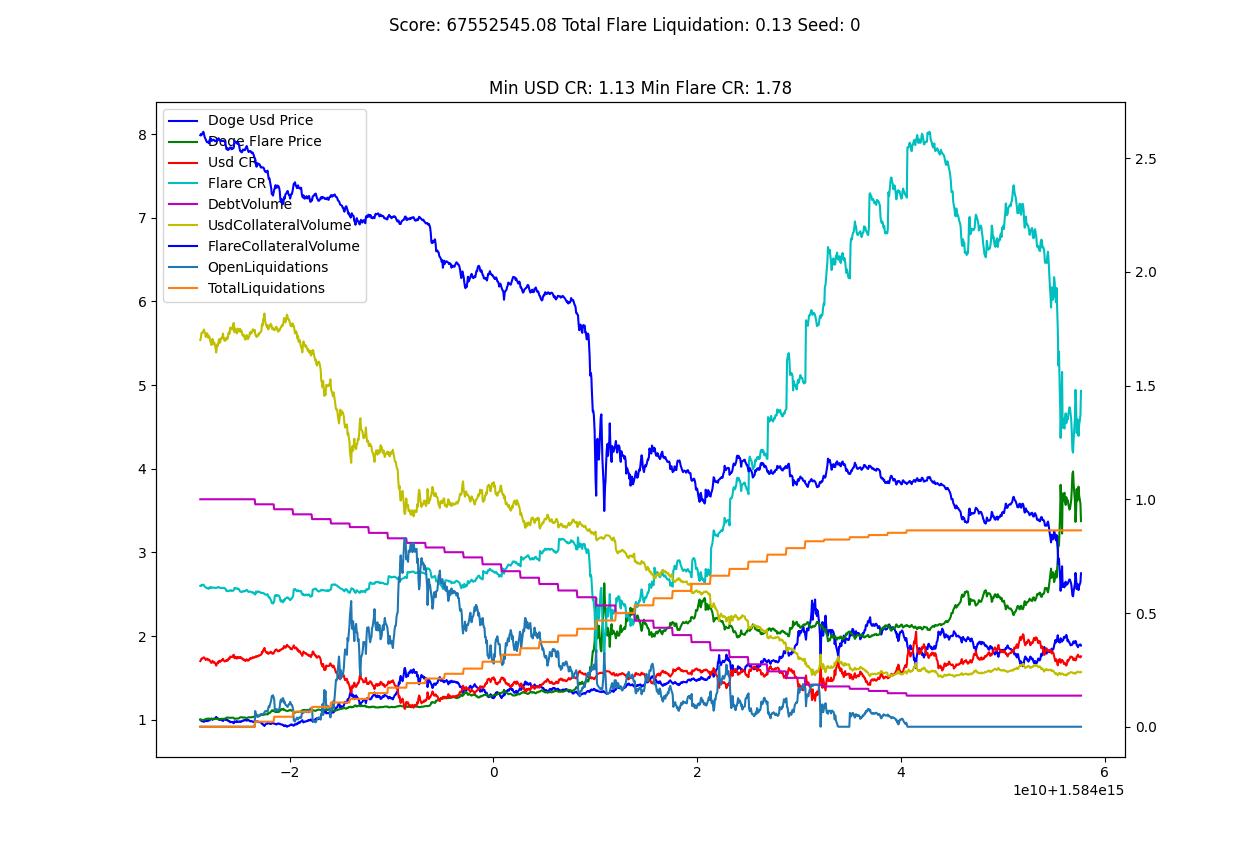 Score: 67552545.08 Total Flare Liquidation: 0.13 Seed: 0
Min USD CR: 1.13 Min Flare CR: 1.78
Doge Usd Price
Doge Flare Price
Usd CR
Flare CR
DebtVolume
UsdCollateralVolume
FlareCollateralVolume
OpenLiquidations
TotalLiquidations
8
7
6
5
4
3
2
1
2.5
2.0
1.5
1.0
0.5
0.0
−2
0
2
4
6
1e10+1.584e15